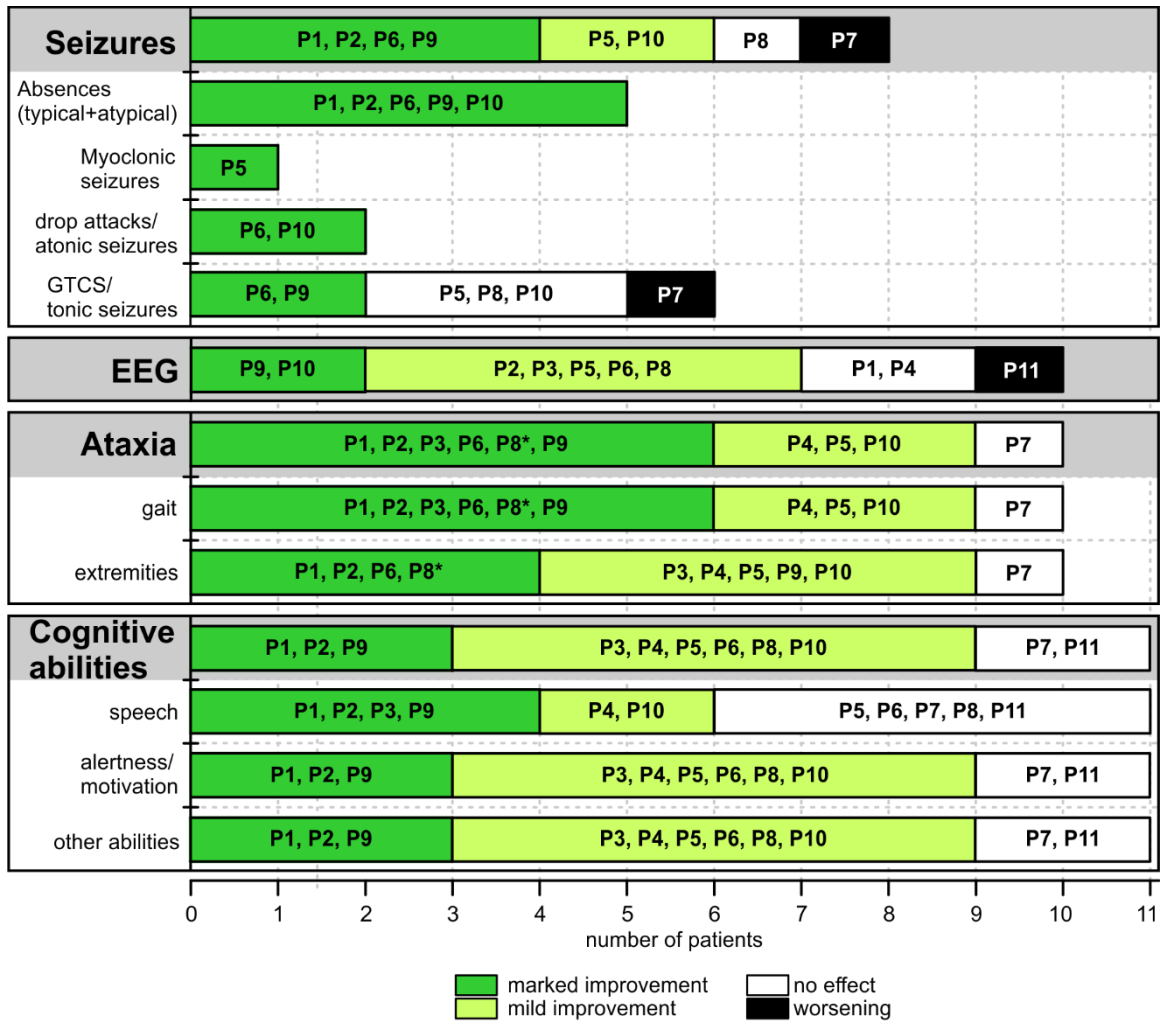 Seizures
P1, P2, P6, P9
P5, P10
P8
P7
Absences
(typical+atypical)
P1, P2, P6, P9, P10
Myoclonic
seizures
P5
drop attacks/
atonic seizures
P6, P10
GTCS/
tonic seizures
P6, P9
P5, P8, P10
P7
EEG
P9, P10
P2, P3, P5, P6, P8
P1, P4
P11
Ataxia
P1, P2, P3, P6, P8*, P9
P4, P5, P10
P7
gait
P1, P2, P3, P6, P8*, P9
P4, P5, P10
P7
extremities
P1, P2, P6, P8*
P3, P4, P5, P9, P10
P7
Cognitive
abilities
P1, P2, P9
P3, P4, P5, P6, P8, P10
P7, P11
speech
P1, P2, P3, P9
P4, P10
P5, P6, P7, P8, P11
alertness/
motivation
P1, P2, P9
P3, P4, P5, P6, P8, P10
P7, P11
other abilities
P1, P2, P9
P3, P4, P5, P6, P8, P10
P7, P11
0 1 2 3 4 5 6 7 8 9 10 11
number of patients
marked improvement
mild improvement
no effect
worsening